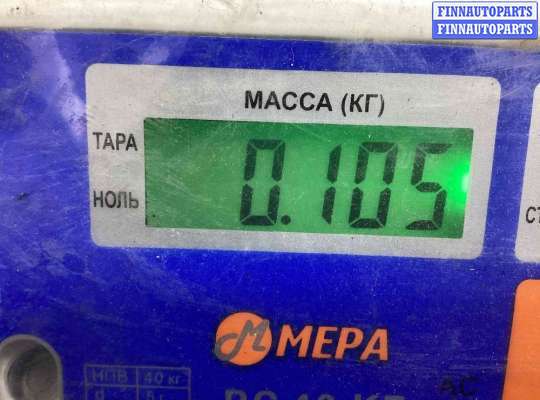 FINNAUTOPARTS
FINNAUTOPARTS
МАССА (КГ)
ТАРА
НОЛЬ
0.105
М МЕРА
НПВ 40 кг